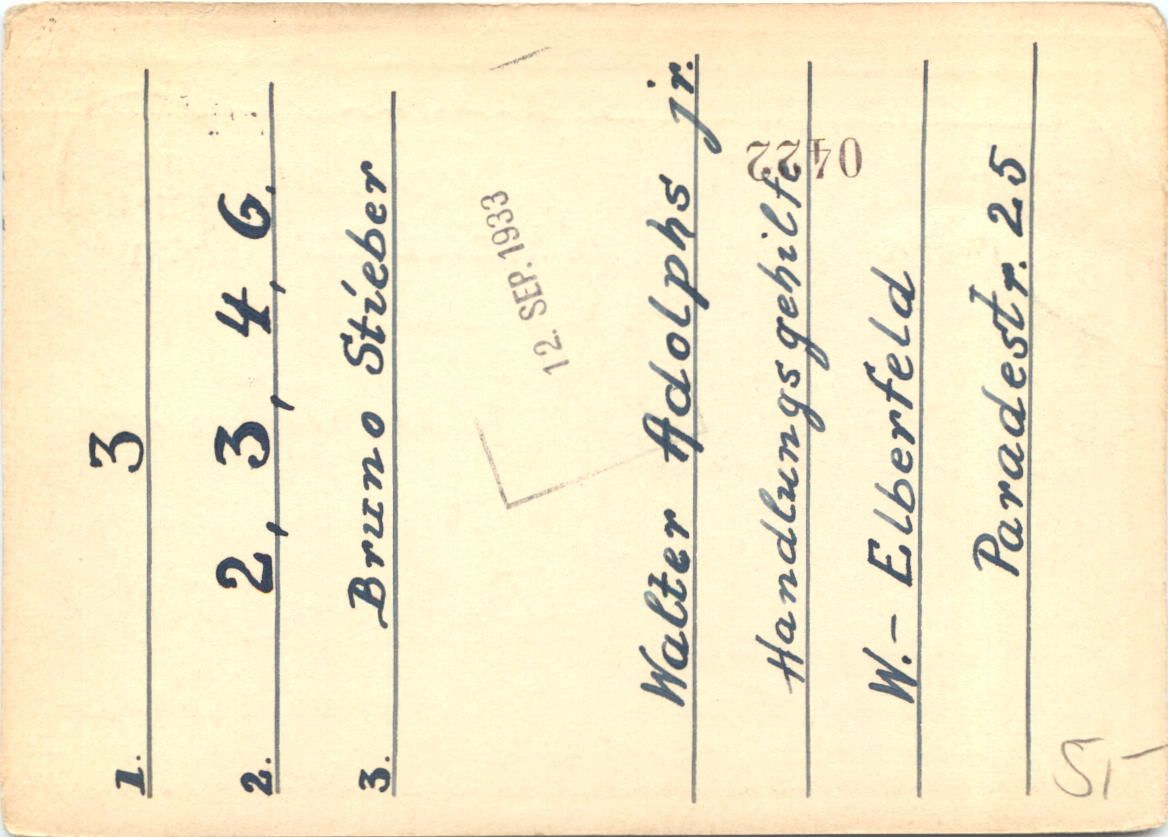 1. 3
2. 2, 3, 4, 6.
3. Bruno Stieber
12. SEP. 1933
Walter Adolphs jr.
0422
Handlungsgehilfe
W.- Elberfeld
Paradestr. 25